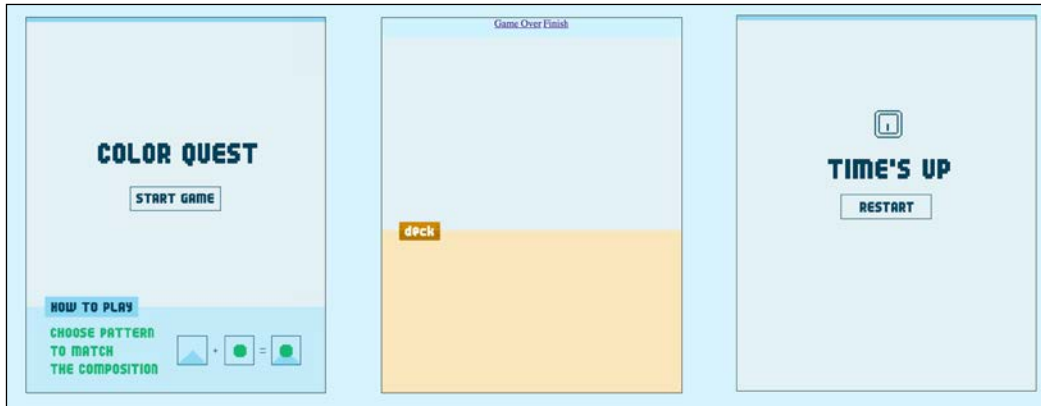 COLOR QUEST
START GAME
HOW TO PLAY
CHOOSE PATTERN
TO MATCH
THE COMPOSITION
+
=
Game Over Finish
deck
TIME'S UP
RESTART